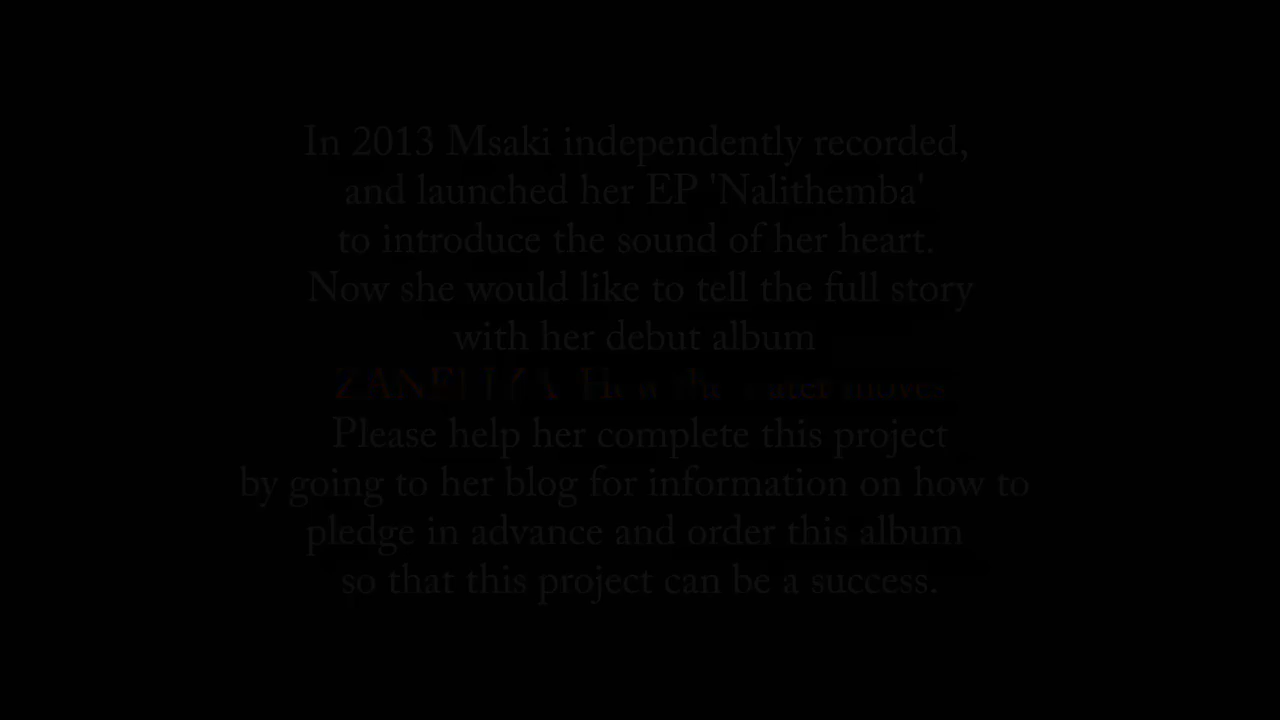 In 2013 Msaki independently recorded,
and launched her EP 'Nalithemba'
to introduce the sound of her heart.
Now she would like to tell the full story
with her debut album
How the water moves
Please help her complete this project
by going to her blog for information on how to
pledge in advance and order this album
so that this project can be a success.